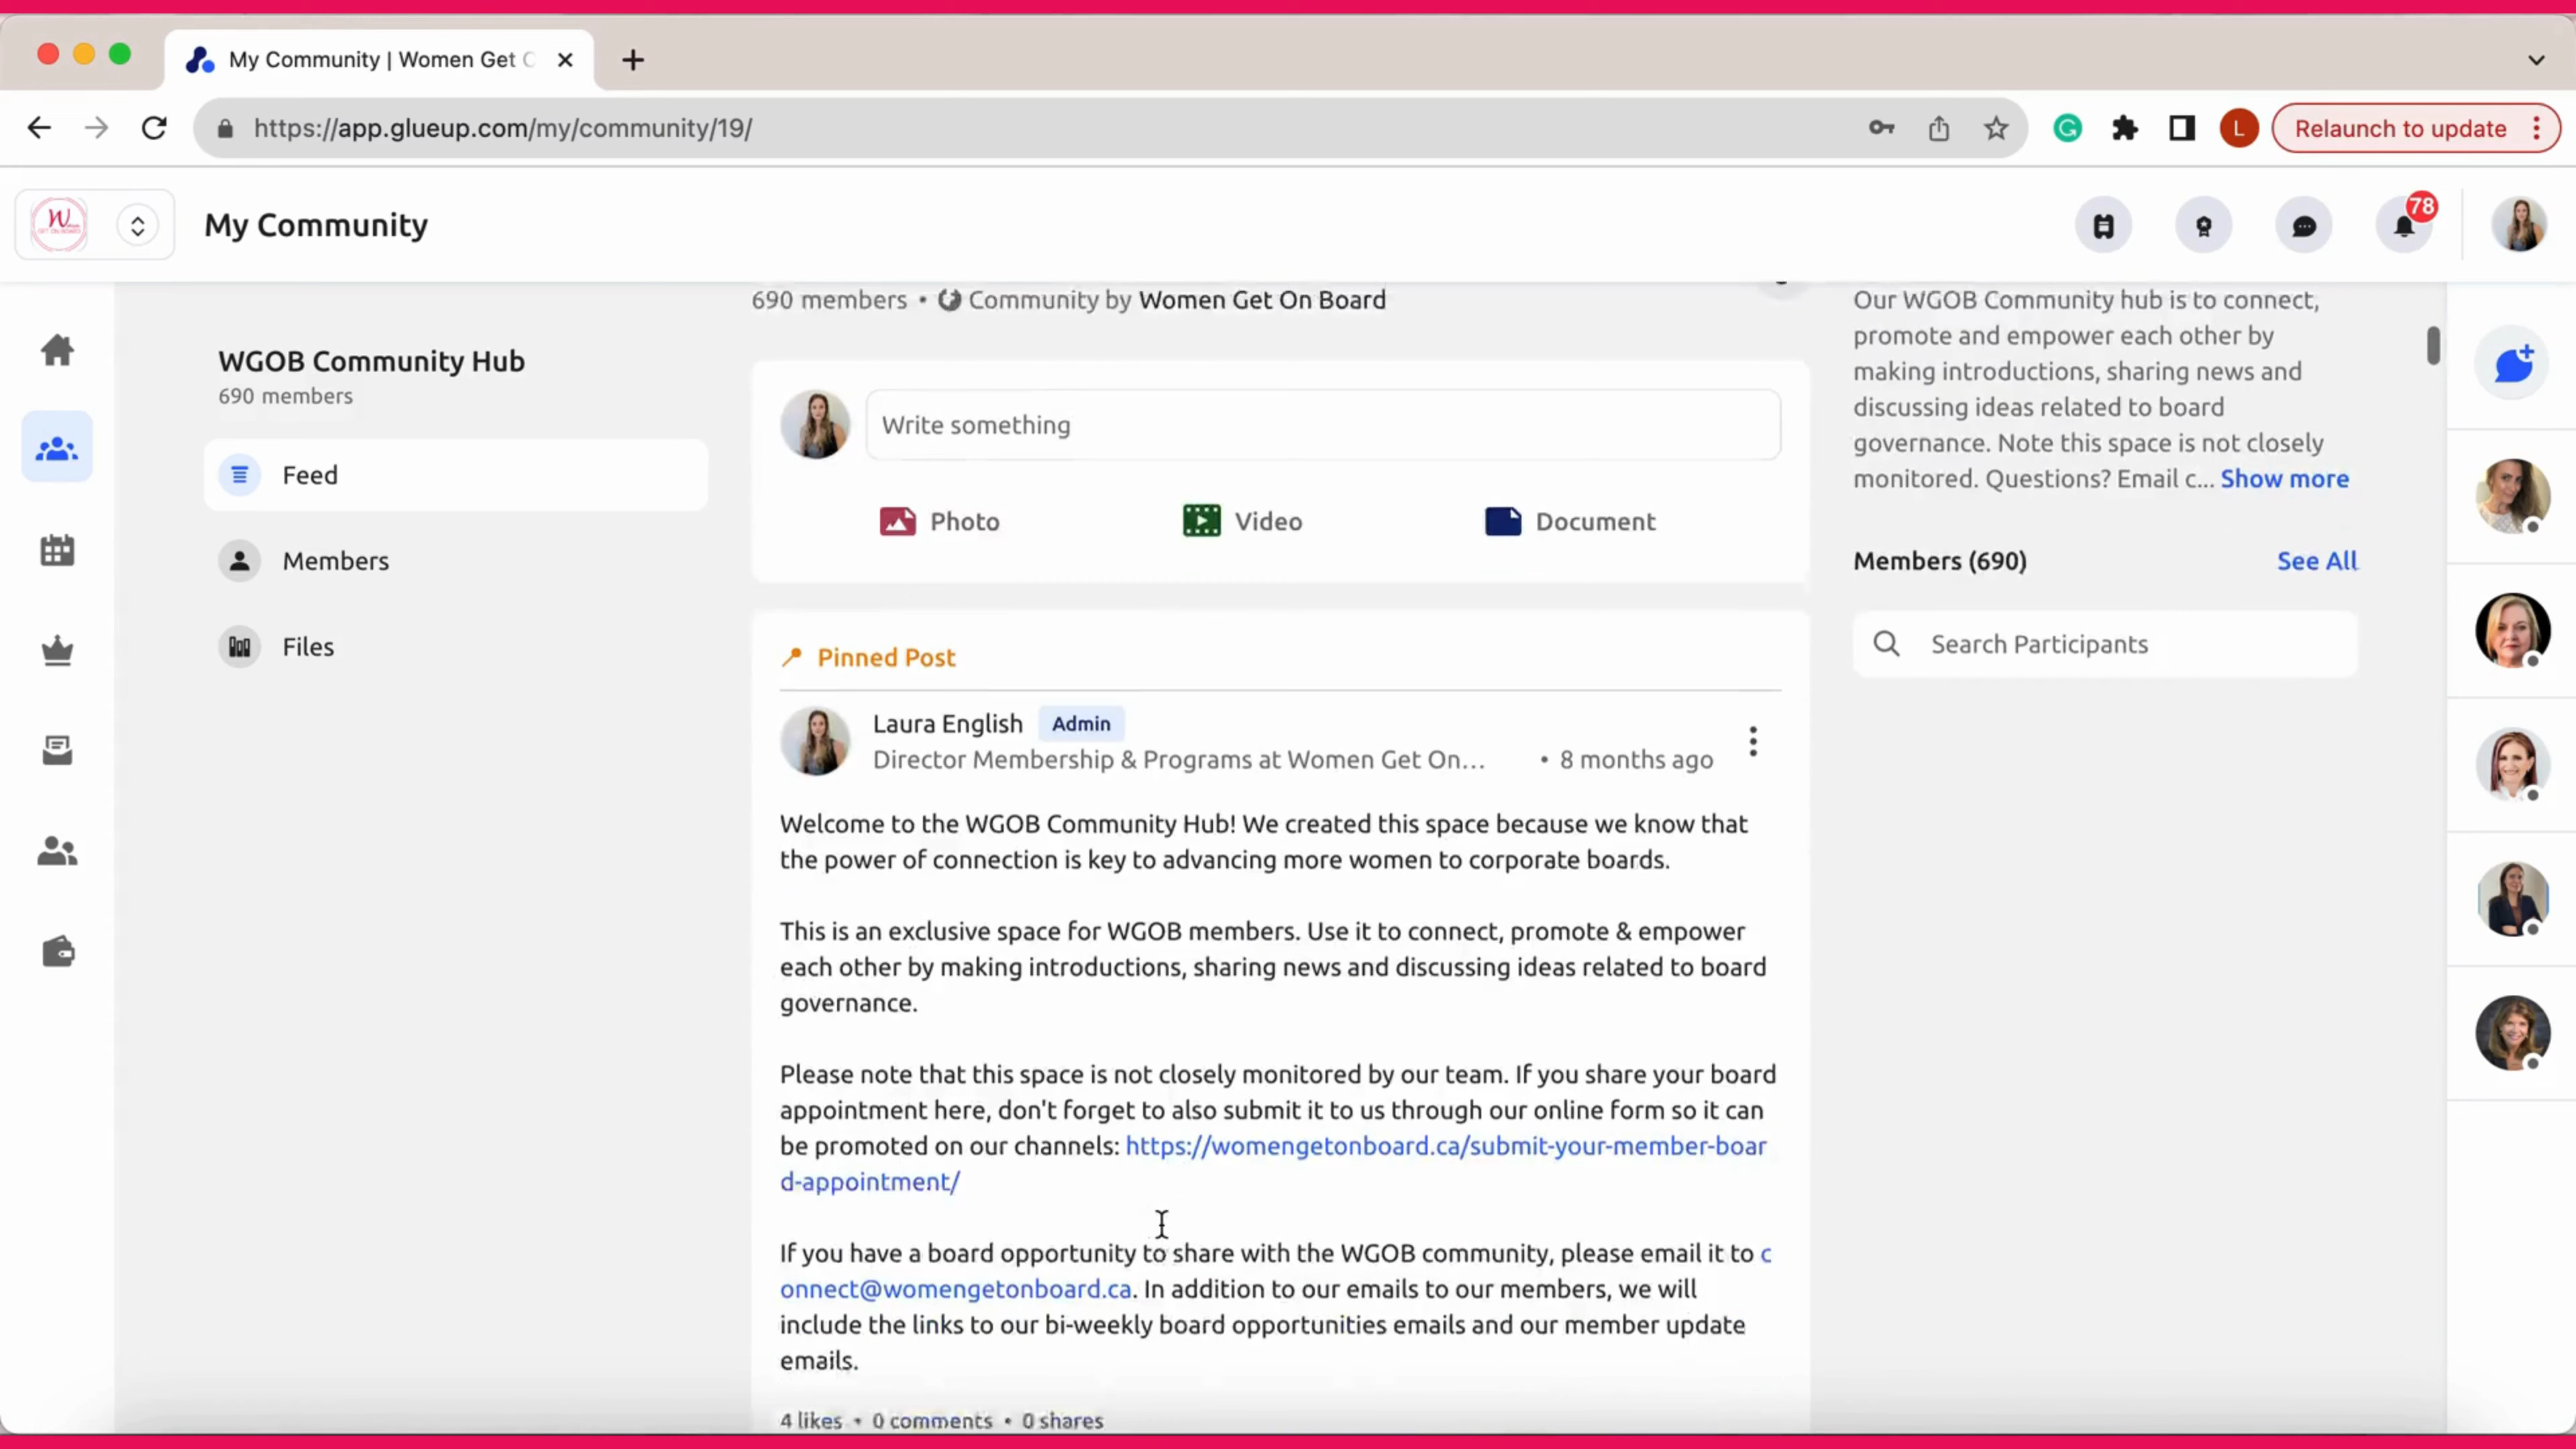 My Community | Women Get O
https://app.glueup.com/my/community/19/
L
Relaunch to update
W
GET ON BOARD
My Community
78
690 members • Community by Women Get On Board
WGOB Community Hub
690 members
Feed
Members
Files
Write something
Photo
Video
Document
Pinned Post
Laura English Admin
Director Membership & Programs at Women Get On... • 8 months ago
Welcome to the WGOB Community Hub! We created this space because we know that
the power of connection is key to advancing more women to corporate boards.
This is an exclusive space for WGOB members. Use it to connect, promote & empower
each other by making introductions, sharing news and discussing ideas related to board
governance.
Please note that this space is not closely monitored by our team. If you share your board
appointment here, don't forget to also submit it to us through our online form so it can
be promoted on our channels: https://womengetonboard.ca/submit-your-member-boar
d-appointment/
If you have a board opportunity to share with the WGOB community, please email it to c
onnect@womengetonboard.ca. In addition to our emails to our members, we will
include the links to our bi-weekly board opportunities emails and our member update
emails.
4 likes • 0 comments • 0 shares
Our WGOB Community hub is to connect,
promote and empower each other by
making introductions, sharing news and
discussing ideas related to board
governance. Note this space is not closely
monitored. Questions? Email c... Show more
Members (690)
See All
Search Participants